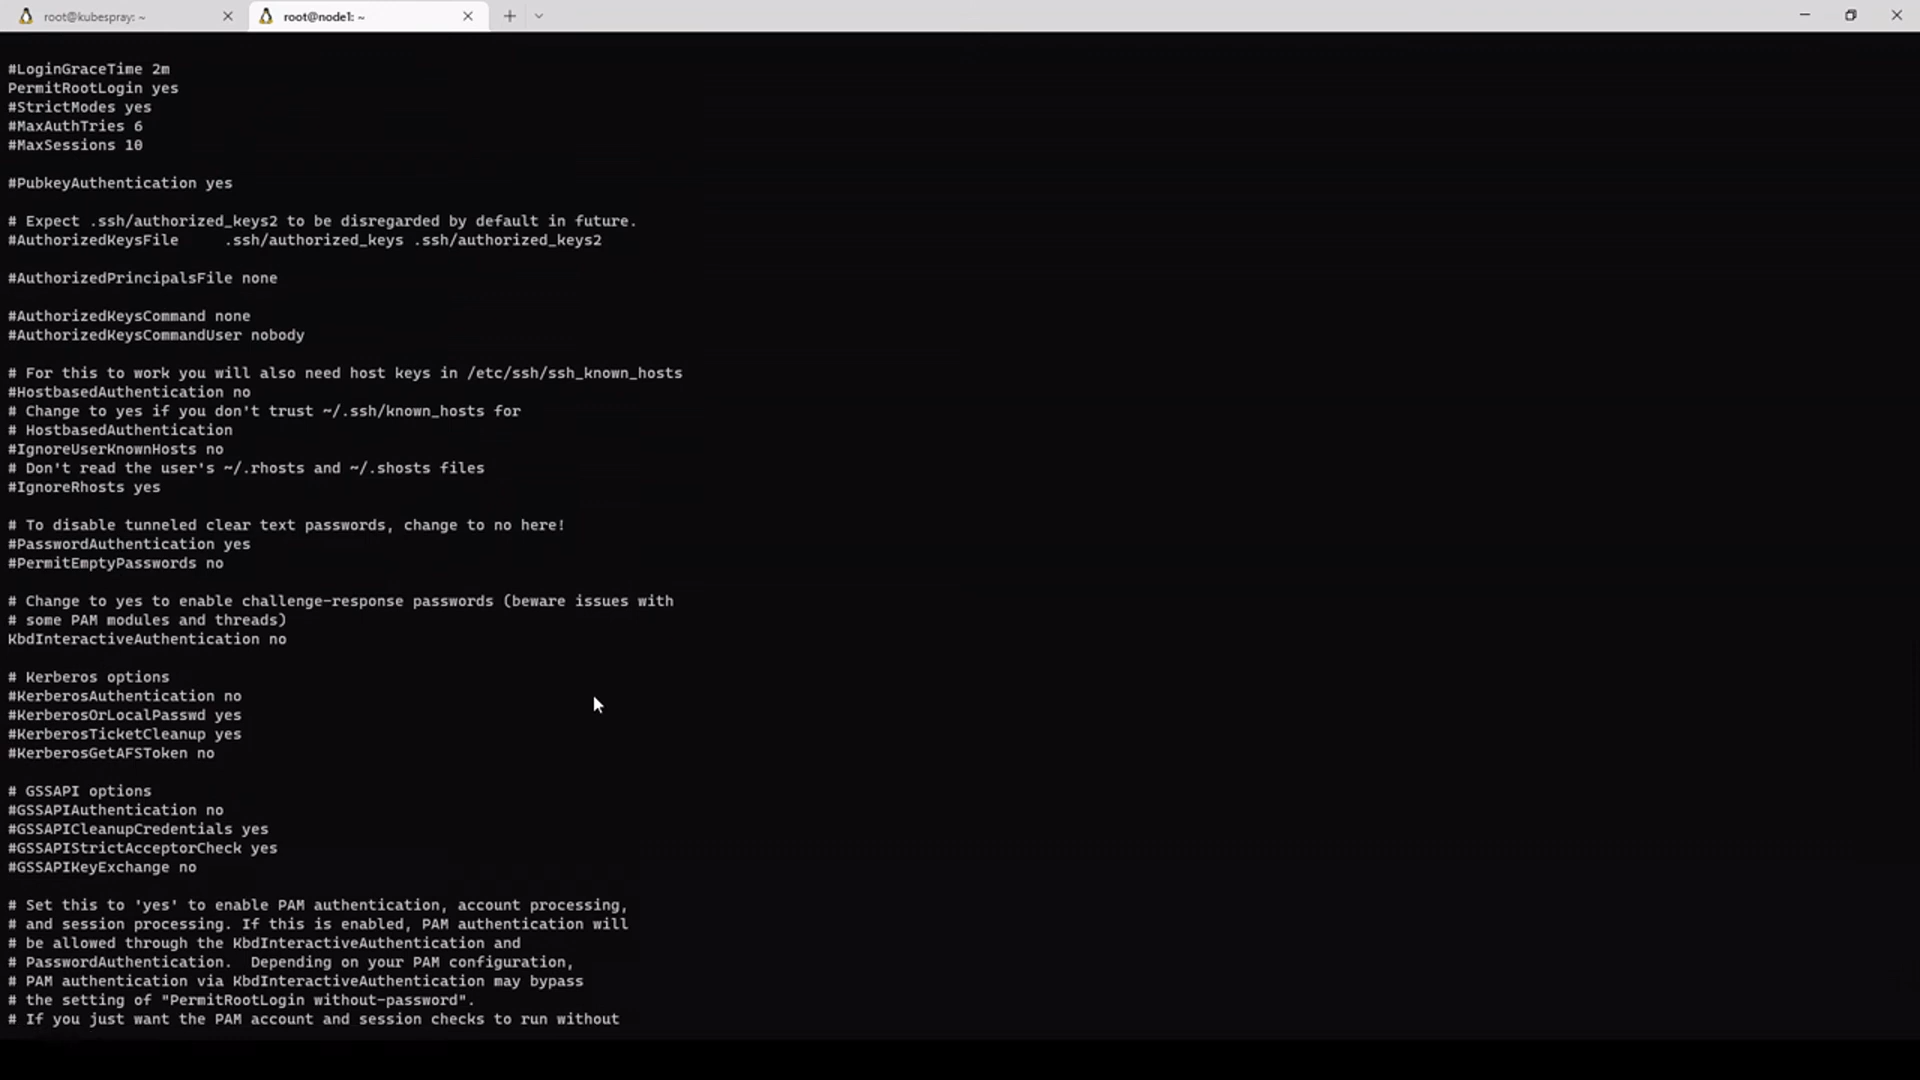 root@kubespray: ~
root@node1: ~
#LoginGraceTime 2m
PermitRootLogin yes
#StrictModes yes
#MaxAuthTries 6
#MaxSessions 10
#PubkeyAuthentication yes
# Expect .ssh/authorized_keys2 to be disregarded by default in future.
#AuthorizedKeysFile     .ssh/authorized_keys .ssh/authorized_keys2
#AuthorizedPrincipalsFile none
#AuthorizedKeysCommand none
#AuthorizedKeysCommandUser nobody
# For this to work you will also need host keys in /etc/ssh/ssh_known_hosts
#HostbasedAuthentication no
# Change to yes if you don't trust ~/.ssh/known_hosts for
# HostbasedAuthentication
#IgnoreUserKnownHosts no
# Don't read the user's ~/.rhosts and ~/.shosts files
#IgnoreRhosts yes
# To disable tunneled clear text passwords, change to no here!
#PasswordAuthentication yes
#PermitEmptyPasswords no
# Change to yes to enable challenge-response passwords (beware issues with
# some PAM modules and threads)
KbdInteractiveAuthentication no
# Kerberos options
#KerberosAuthentication no
#KerberosOrLocalPasswd yes
#KerberosTicketCleanup yes
#KerberosGetAFSToken no
# GSSAPI options
#GSSAPIAuthentication no
#GSSAPICleanupCredentials yes
#GSSAPIStrictAcceptorCheck yes
#GSSAPIKeyExchange no
# Set this to 'yes' to enable PAM authentication, account processing,
# and session processing. If this is enabled, PAM authentication will
# be allowed through the KbdInteractiveAuthentication and
# PasswordAuthentication.  Depending on your PAM configuration,
# PAM authentication via KbdInteractiveAuthentication may bypass
# the setting of "PermitRootLogin without-password".
# If you just want the PAM account and session checks to run without